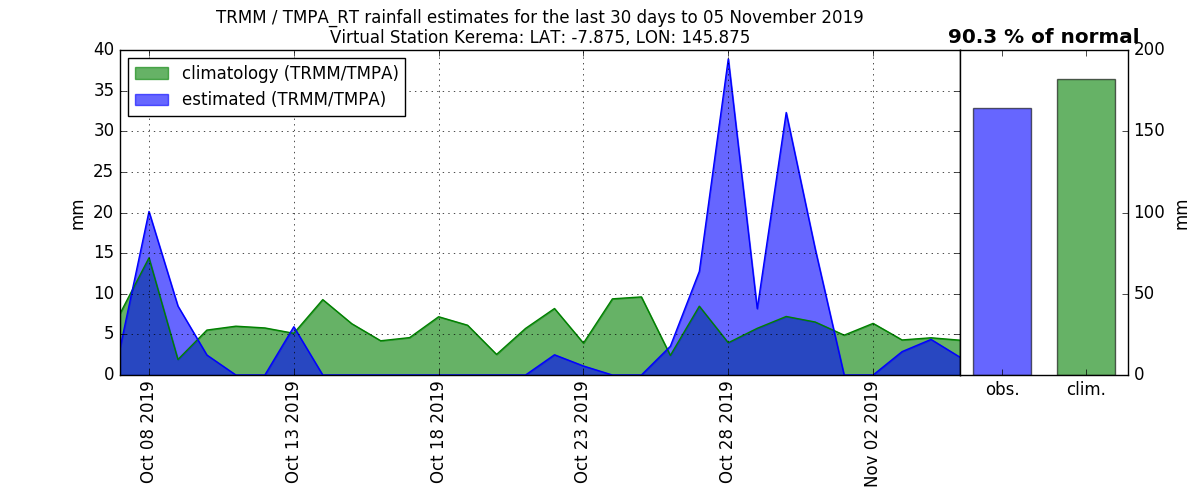 TRMM / TMPA_RT rainfall estimates for the last 30 days to 05 November 2019
Virtual Station Kerema: LAT: -7.875, LON: 145.875
90.3 % of normal
climatology (TRMM/TMPA)
estimated (TRMM/TMPA)
mm
40
35
30
25
20
15
10
5
0
Oct 08 2019
Oct 13 2019
Oct 18 2019
Oct 23 2019
Oct 28 2019
Nov 02 2019
obs.
clim.
200
150
100
50
0
mm